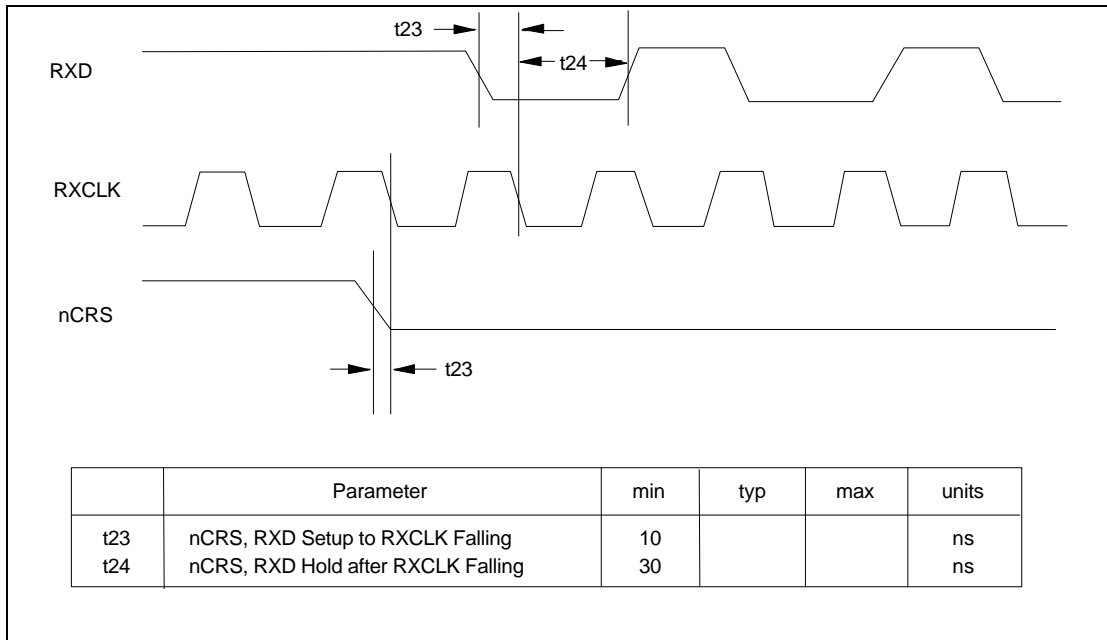 t23
t24
RXD
RXCLK
nCRS
t23
Parameter min typ max units
t23 nCRS, RXD Setup to RXCLK Falling 10 ns
t24 nCRS, RXD Hold after RXCLK Falling 30 ns